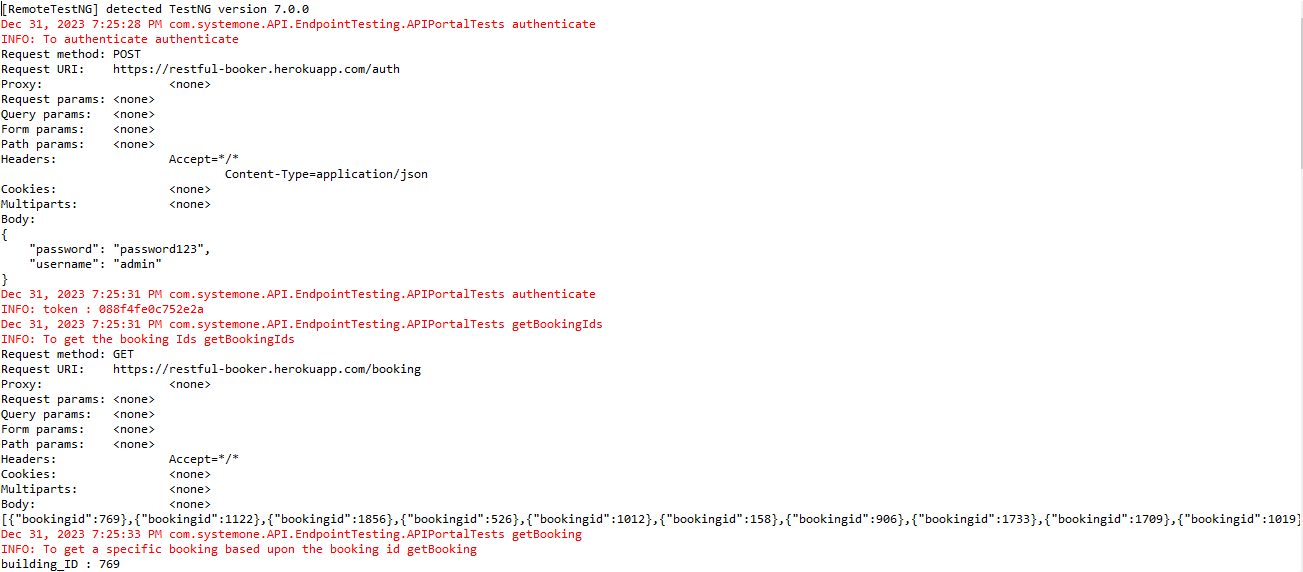 [RemoteTestNG] detected TestNG version 7.0.0
Dec 31, 2023 7:25:28 PM com.systemone.API.EndpointTesting.APIPortalTests authenticate
INFO: To authenticate authenticate
Request method: POST
Request URI: https://restful-booker.herokuapp.com/auth
Proxy: <none>
Request params: <none>
Query params: <none>
Form params: <none>
Path params: <none>
Headers: Accept=*/*
Content-Type=application/json
Cookies: <none>
Multiparts: <none>
Body:
{
"password": "password123",
"username": "admin"
}
Dec 31, 2023 7:25:31 PM com.systemone.API.EndpointTesting.APIPortalTests authenticate
INFO: token : 088f4fe0c752e2a
Dec 31, 2023 7:25:31 PM com.systemone.API.EndpointTesting.APIPortalTests getBookingIds
INFO: To get the booking Ids getBookingIds
Request method: GET
Request URI: https://restful-booker.herokuapp.com/booking
Proxy: <none>
Request params: <none>
Query params: <none>
Form params: <none>
Path params: <none>
Headers: Accept=*/*
Cookies: <none>
Multiparts: <none>
Body: <none>
[{"bookingid":769},{"bookingid":1122},{"bookingid":1856},{"bookingid":526},{"bookingid":1012},{"bookingid":158},{"bookingid":906},{"bookingid":1733},{"bookingid":1709},{"bookingid":1019}
Dec 31, 2023 7:25:33 PM com.systemone.API.EndpointTesting.APIPortalTests getBooking
INFO: To get a specific booking based upon the booking id getBooking
building_ID : 769